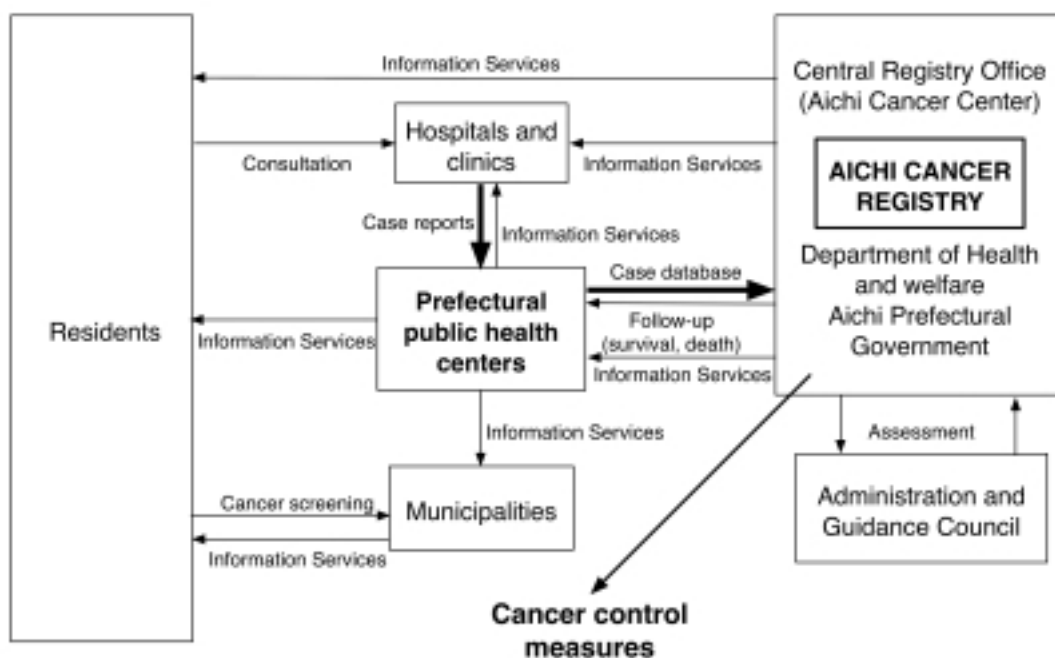 Information Services
Central Registry Office
(Aichi Cancer Center)
Hospitals and
clinics
Consultation
Information Services
AICHI CANCER
REGISTRY
Case reports
Information Services
Department of Health
and welfare
Aichi Prefectural
Government
Case database
Prefectural
public health
centers
Residents
Information Services
Follow-up
(survival, death)
Information Services
Information Services
Assessment
Cancer screening
Municipalities
Administration and
Guidance Council
Information Services
Cancer control
measures